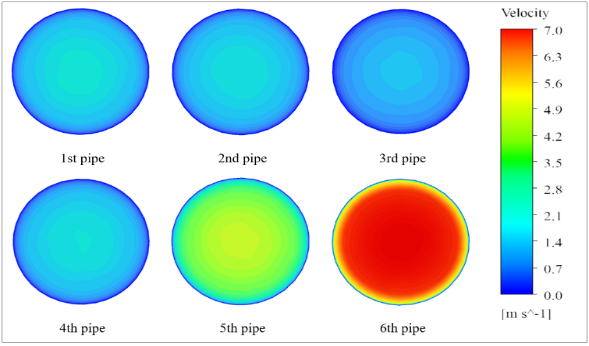 Velocity
7.0
6.3
5.6
4.9
4.2
3.5
2.8
2.1
1.4
0.7
0.0
[m s^-1]
1st pipe
2nd pipe
3rd pipe
4th pipe
5th pipe
6th pipe